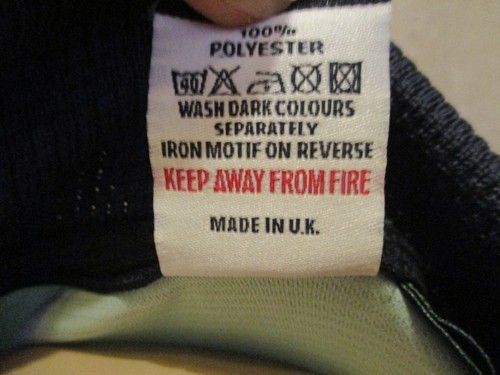 100%
POLYESTER
40
WASH DARK COLOURS
SEPARATELY
IRON MOTIF ON REVERSE
KEEP AWAY FROM FIRE
MADE IN U.K.